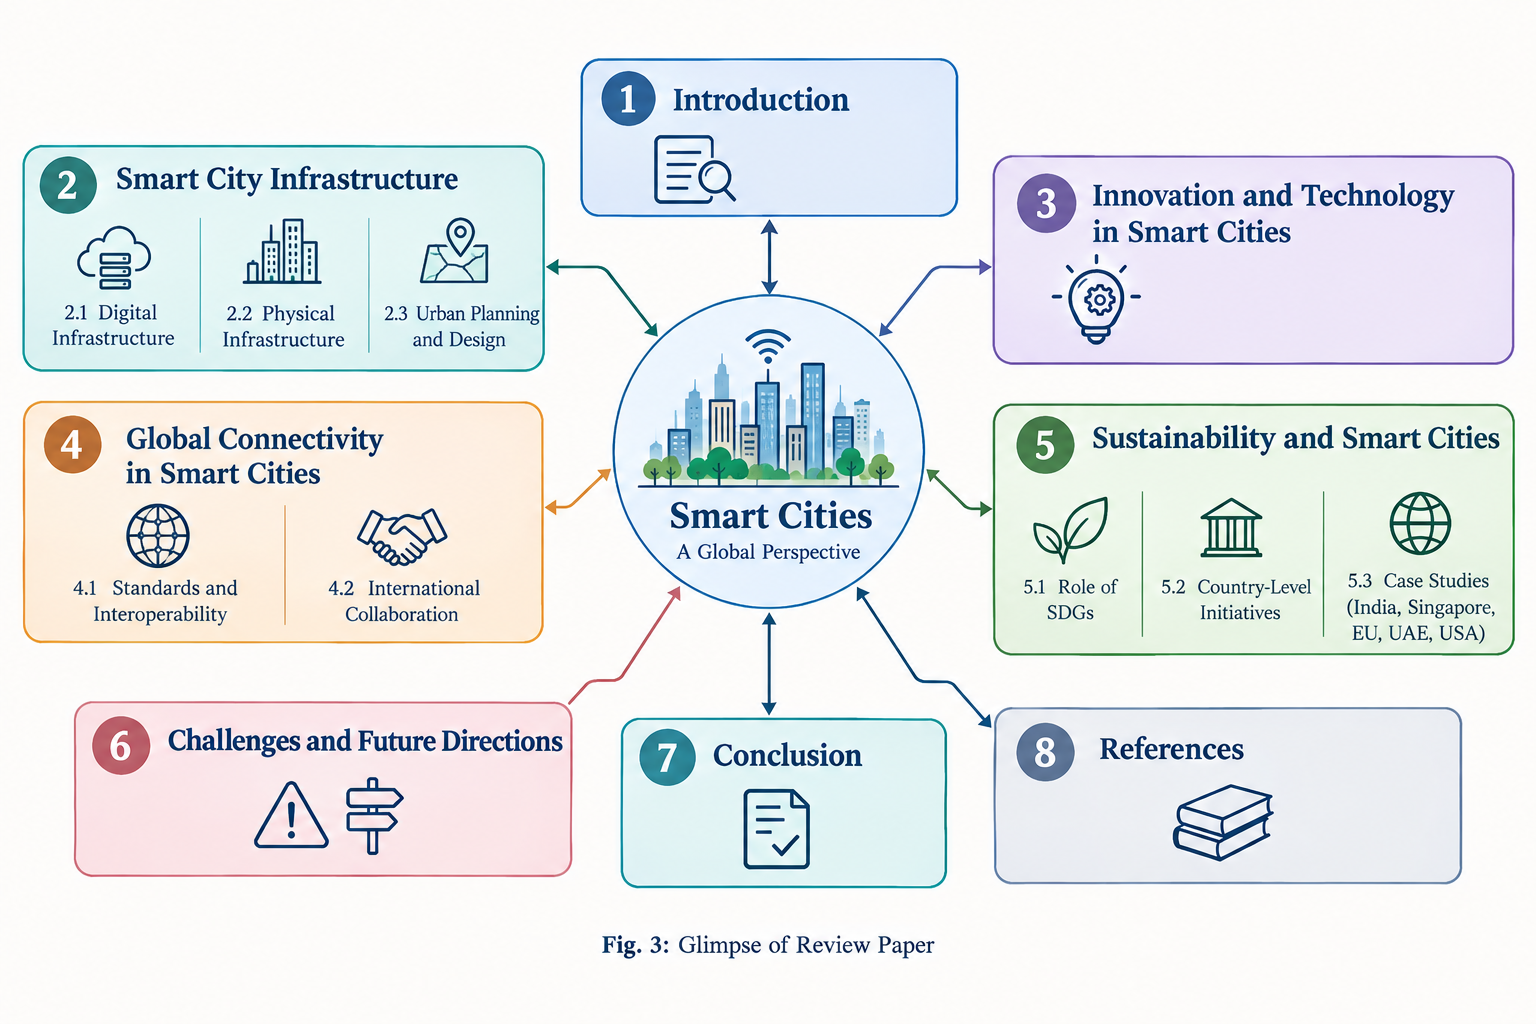 1 Introduction
2 Smart City Infrastructure
2.1 Digital
Infrastructure
2.2 Physical
Infrastructure
2.3 Urban Planning
and Design
3 Innovation and Technology
in Smart Cities
4 Global Connectivity
in Smart Cities
4.1 Standards and
Interoperability
4.2 International
Collaboration
Smart Cities
A Global Perspective
5 Sustainability and Smart Cities
5.1 Role of
SDGs
5.2 Country-Level
Initiatives
5.3 Case Studies
(India, Singapore,
EU, UAE, USA)
6 Challenges and Future Directions
7 Conclusion
8 References
Fig. 3: Glimpse of Review Paper